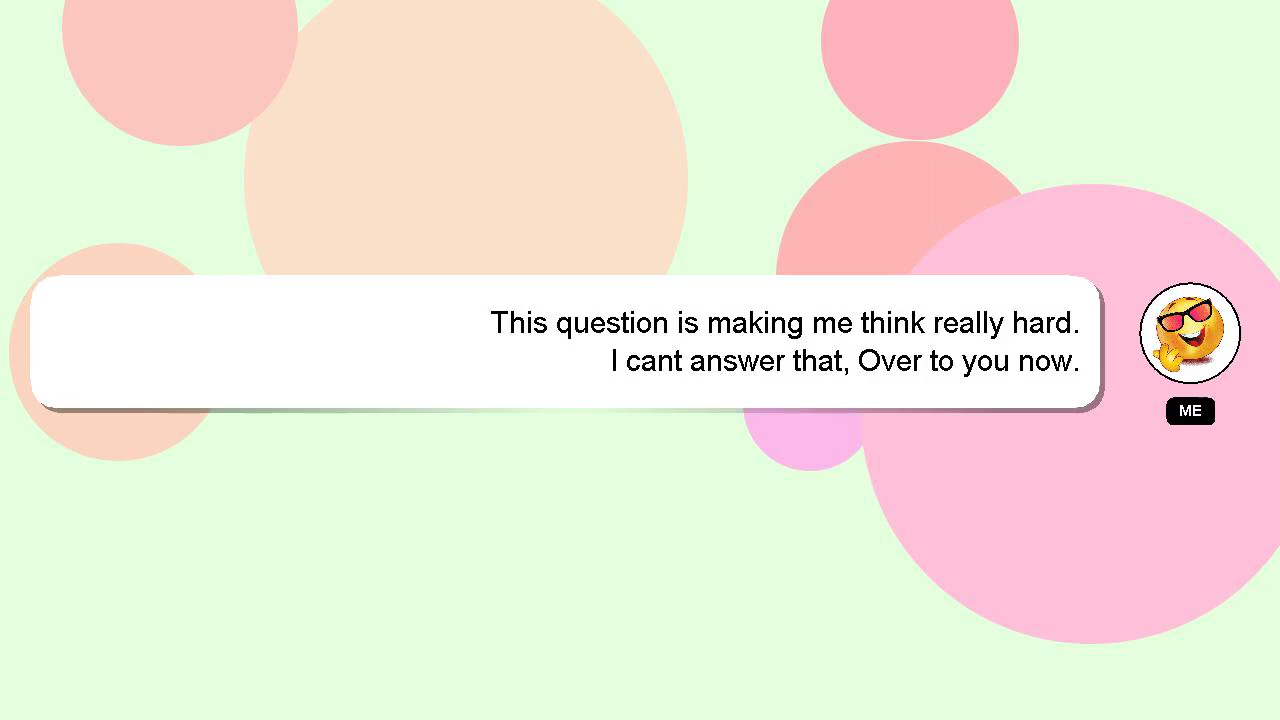 This question is making me think really hard.
I cant answer that, Over to you now.
ME